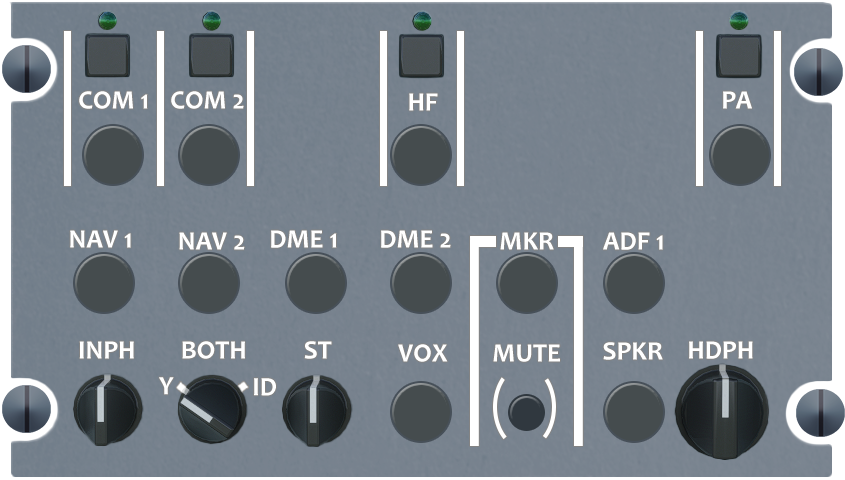 COM 1 COM 2 HF PA
NAV 1 NAV 2 DME 1 DME 2 MKR ADF 1
INPH BOTH ST VOX MUTE SPKR HDPH
Y ID